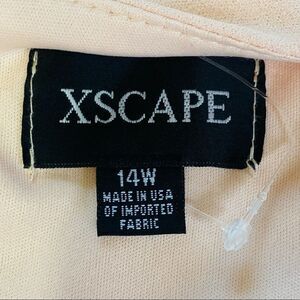 XSCAPE
14W
MADE IN USA
OF IMPORTED
FABRIC